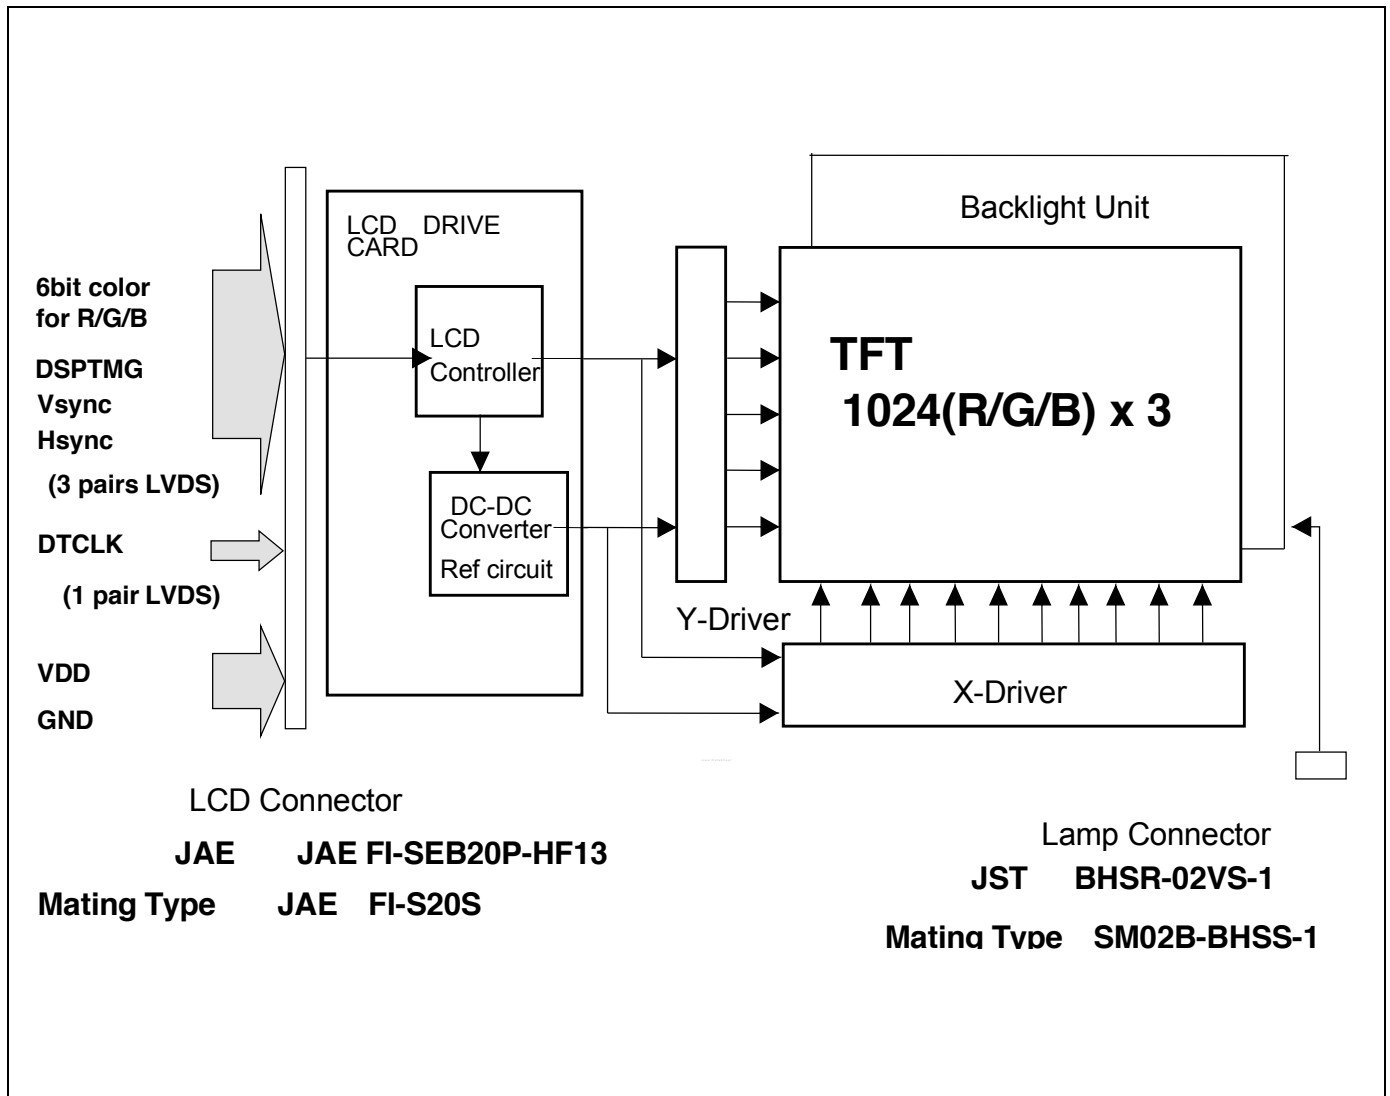 Backlight Unit
LCD DRIVE
CARD
6bit color
for R/G/B
LCD
Controller
TFT
1024(R/G/B) x 3
DSPTMG
Vsync
Hsync
(3 pairs LVDS)
DC-DC
Converter
Ref circuit
DTCLK
(1 pair LVDS)
Y-Driver
VDD
GND
X-Driver
LCD Connector
JAE JAE FI-SEB20P-HF13
Mating Type JAE FI-S20S
Lamp Connector
JST BHSR-02VS-1
Mating Type SM02B-BHSS-1